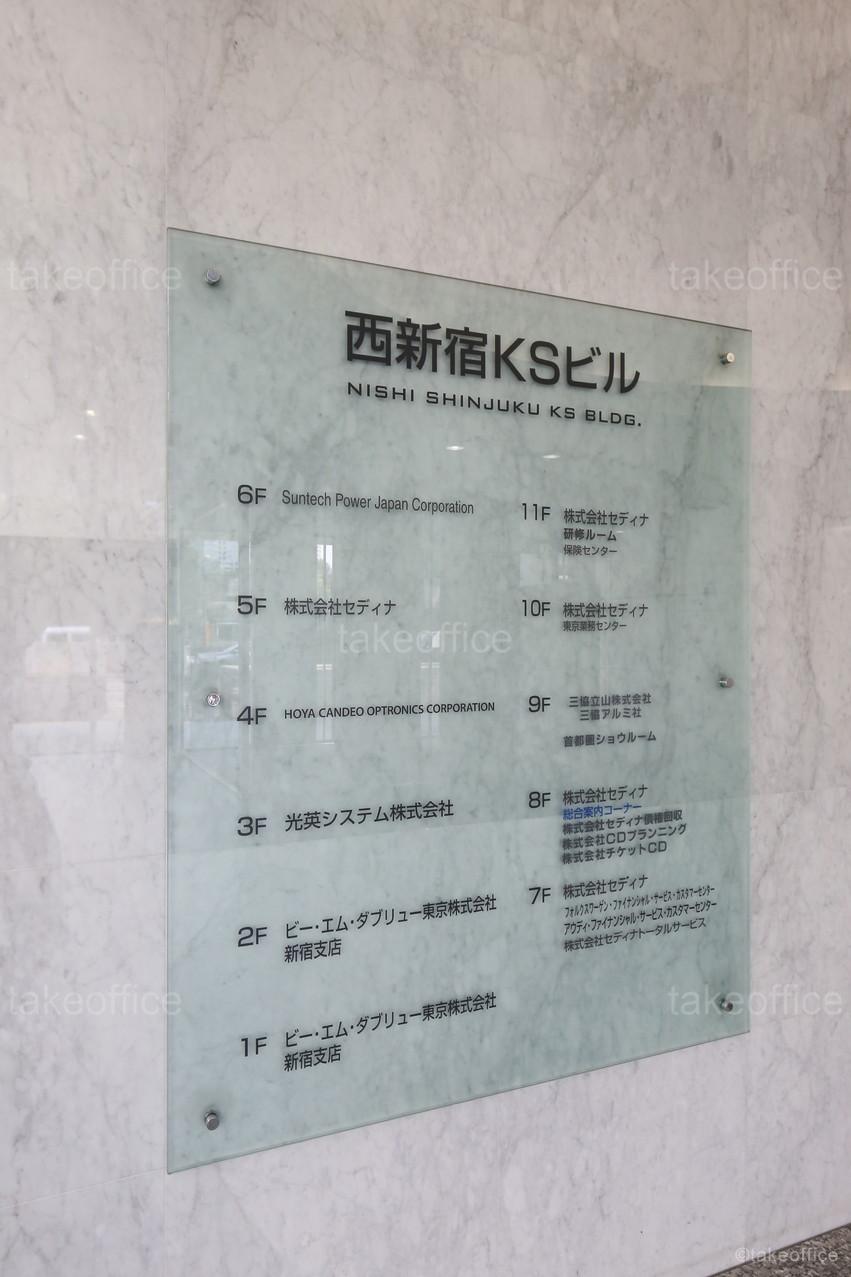 西新宿KSビル
NISHI SHINJUKU KS BLDG.
6F Suntech Power Japan Corporation
5F 株式会社セディナ
4F HOYA CANDEO OPTRONICS CORPORATION
3F 光英システム株式会社
2F ビー・エム・ダブリュー東京株式会社
新宿支店
1F ビー・エム・ダブリュー東京株式会社
新宿支店
11F 株式会社セディナ
研修ルーム
保険センター
10F 株式会社セディナ
東京業務センター
9F 三協立山株式会社
三協アルミ社
首都圏ショウルーム
8F 株式会社セディナ
総合案内コーナー
株式会社セディナ債権回収
株式会社CDプランニング
株式会社チケットCD
7F 株式会社セディナ
フォルクスワーゲン・ファイナンシャル・サービス・カスタマーセンター
アウディ・ファイナンシャル・サービス・カスタマーセンター
株式会社セディナトータルサービス
takeoffice
takeoffice
takeoffice
takeoffice
takeoffice
©takeoffice